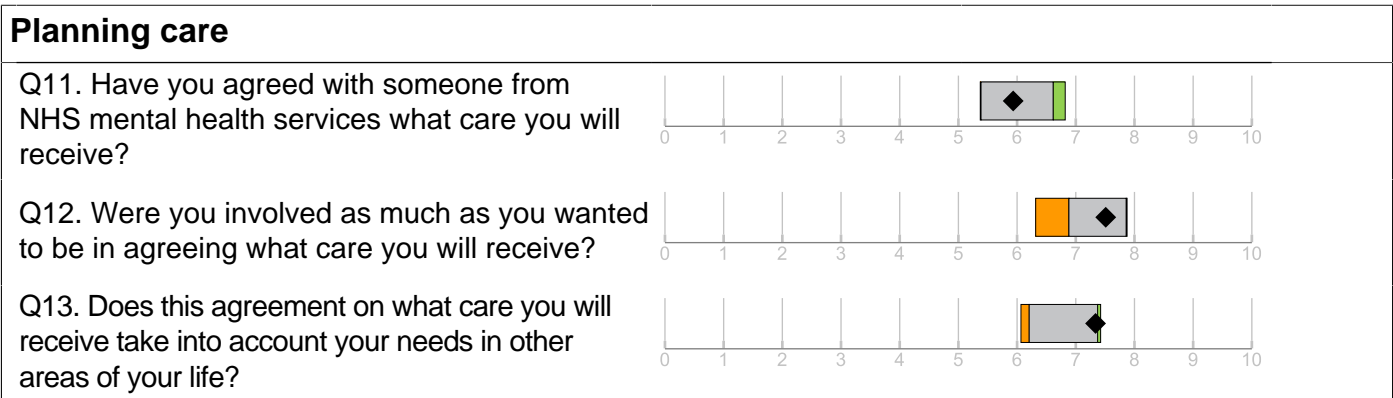 Planning care
Q11. Have you agreed with someone from
NHS mental health services what care you will
receive?
0 1 2 3 4 5 6 7 8 9 10
Q12. Were you involved as much as you wanted
to be in agreeing what care you will receive?
0 1 2 3 4 5 6 7 8 9 10
Q13. Does this agreement on what care you will
receive take into account your needs in other
areas of your life?
0 1 2 3 4 5 6 7 8 9 10